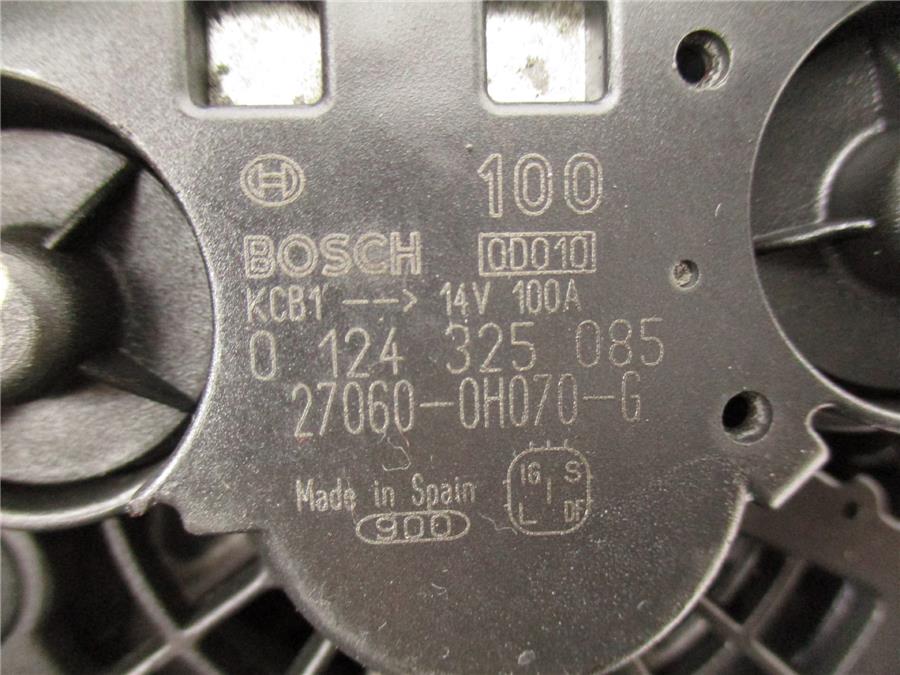 100
BOSCH 0D010
KCB1 --> 14V 100A
0 124 325 085
27060-0H070-G
Made in Spain
900
IG S
I
L DF